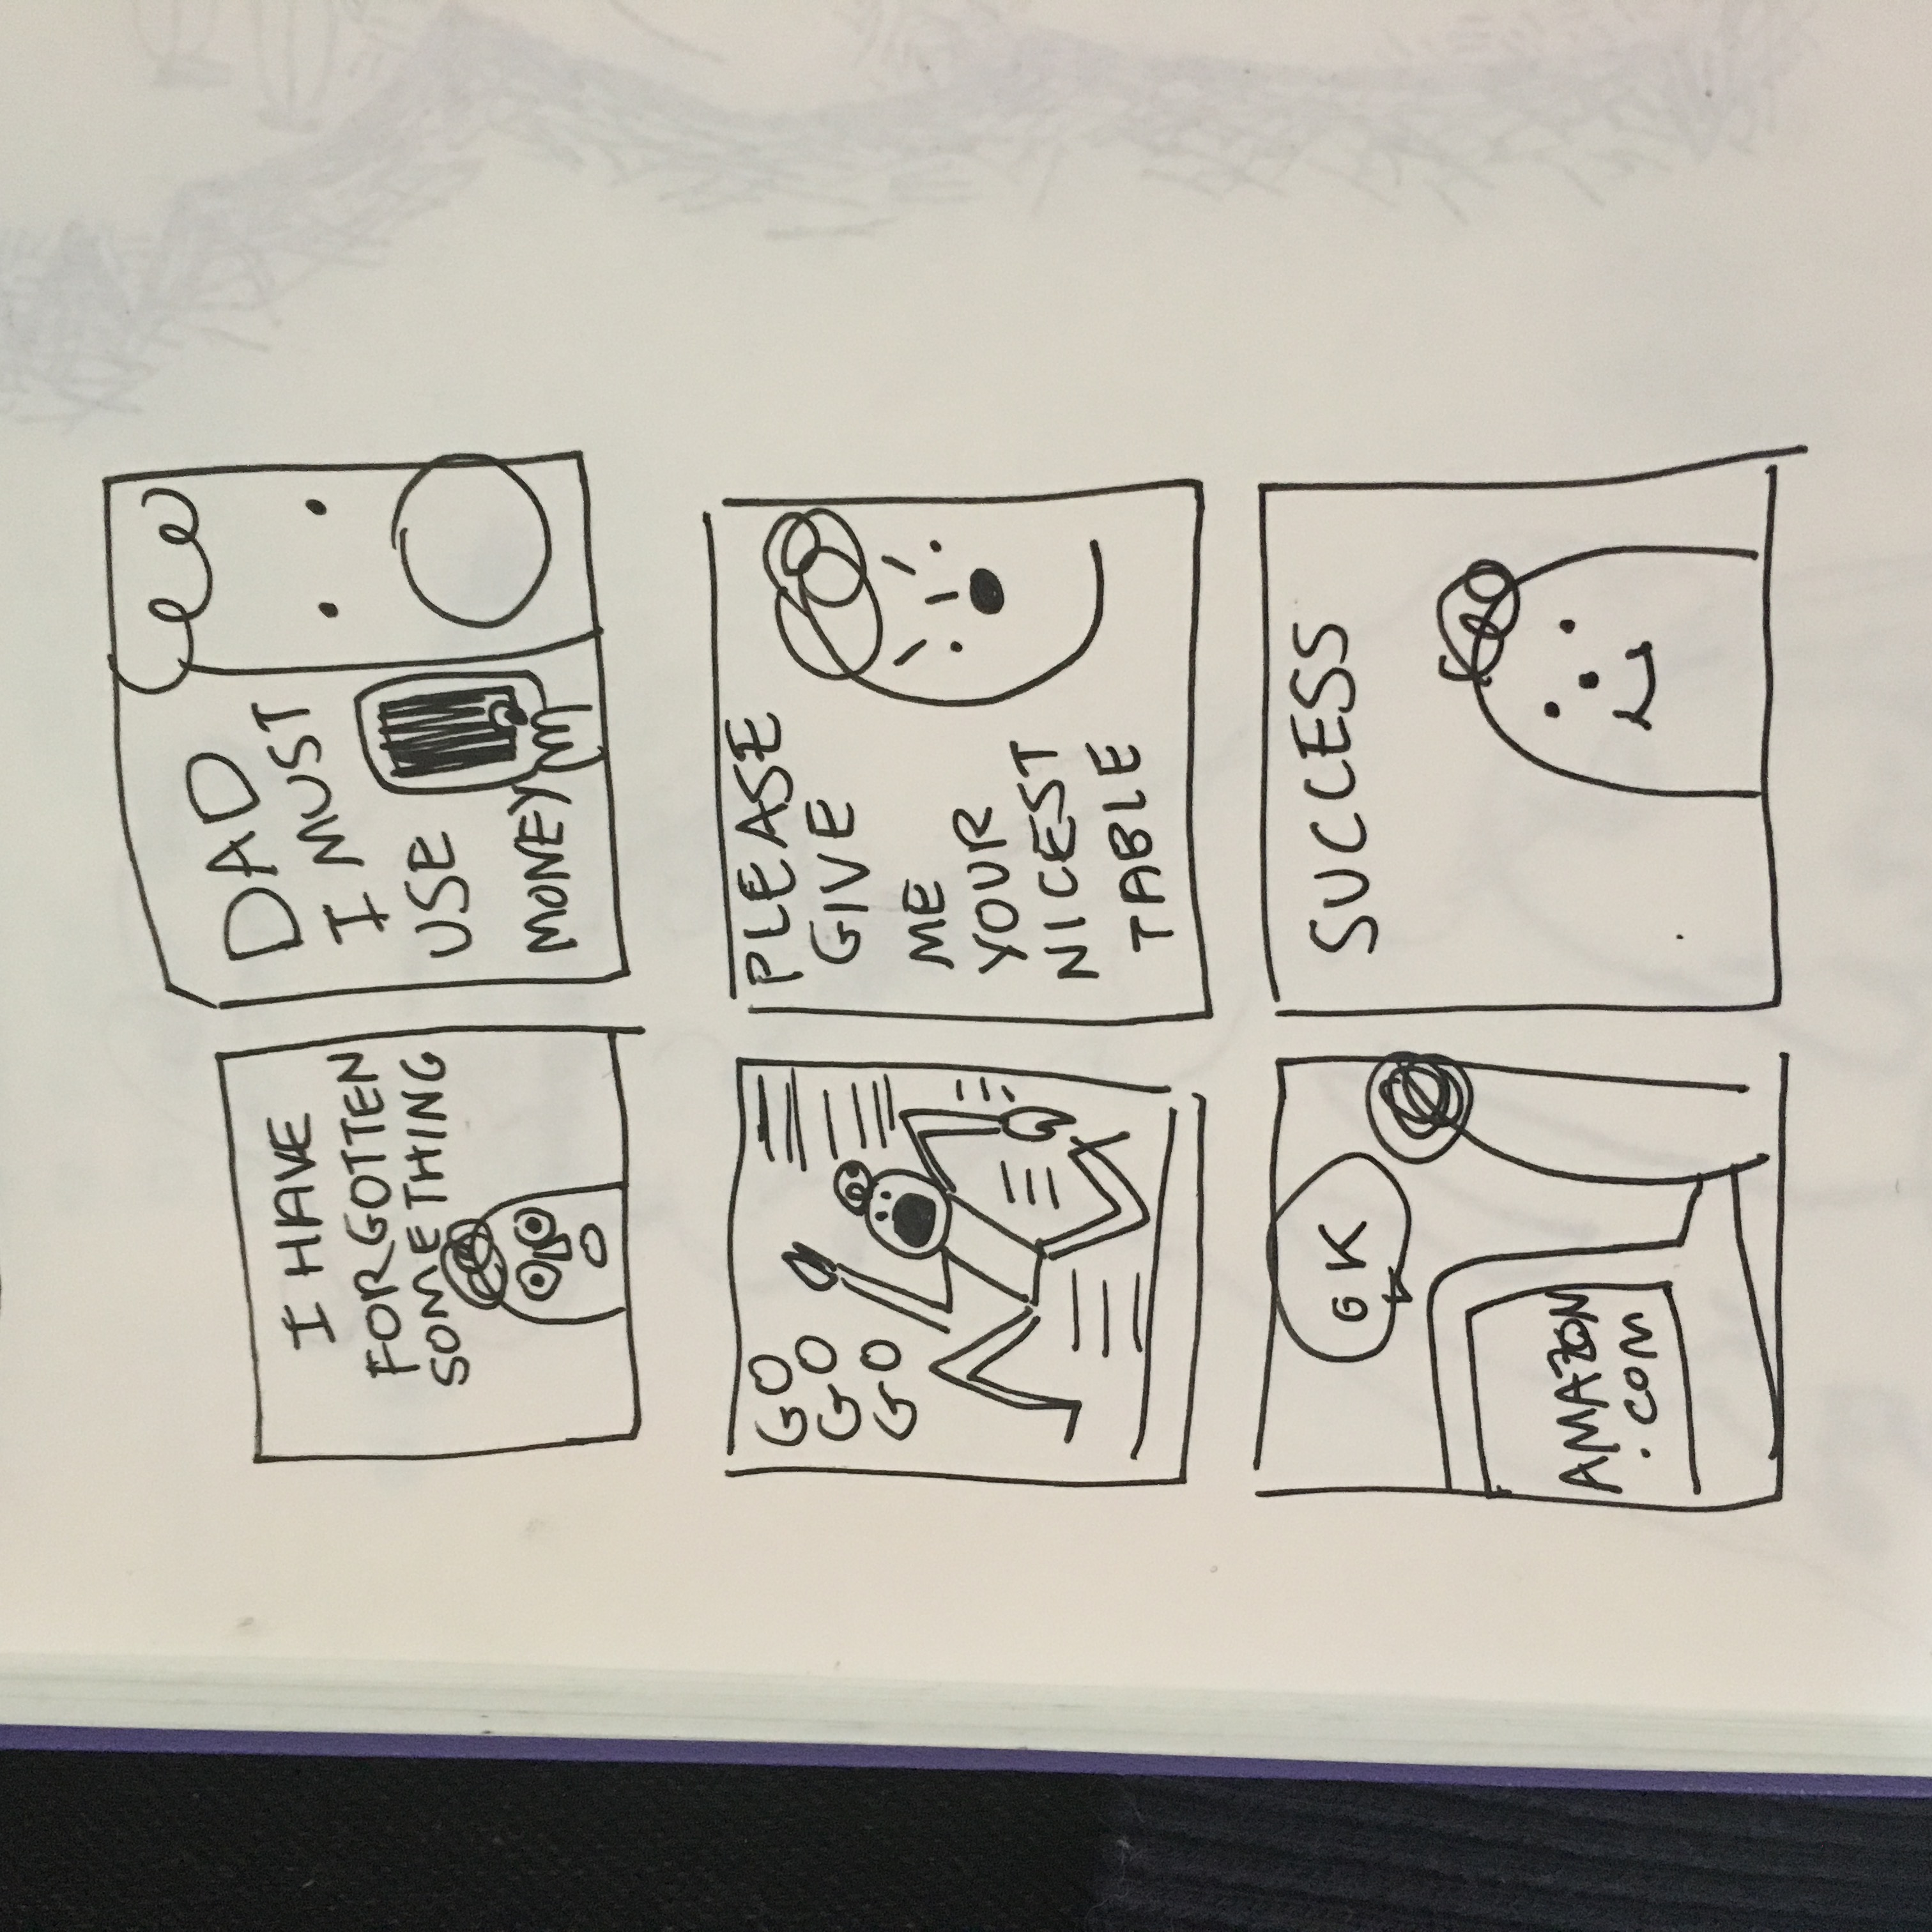 I HAVE
FORGOTTEN
SOMETHING
DAD
I MUST
USE
MONEY
GO
GO
GO
PLEASE
GIVE
ME
YOUR
NICEST
TABLE
OK
AMAZON
.COM
SUCCESS